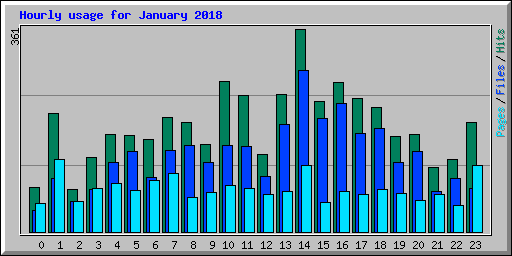 Hourly usage for January 2018
361
Pages/Files/Hits
0 1 2 3 4 5 6 7 8 9 10 11 12 13 14 15 16 17 18 19 20 21 22 23